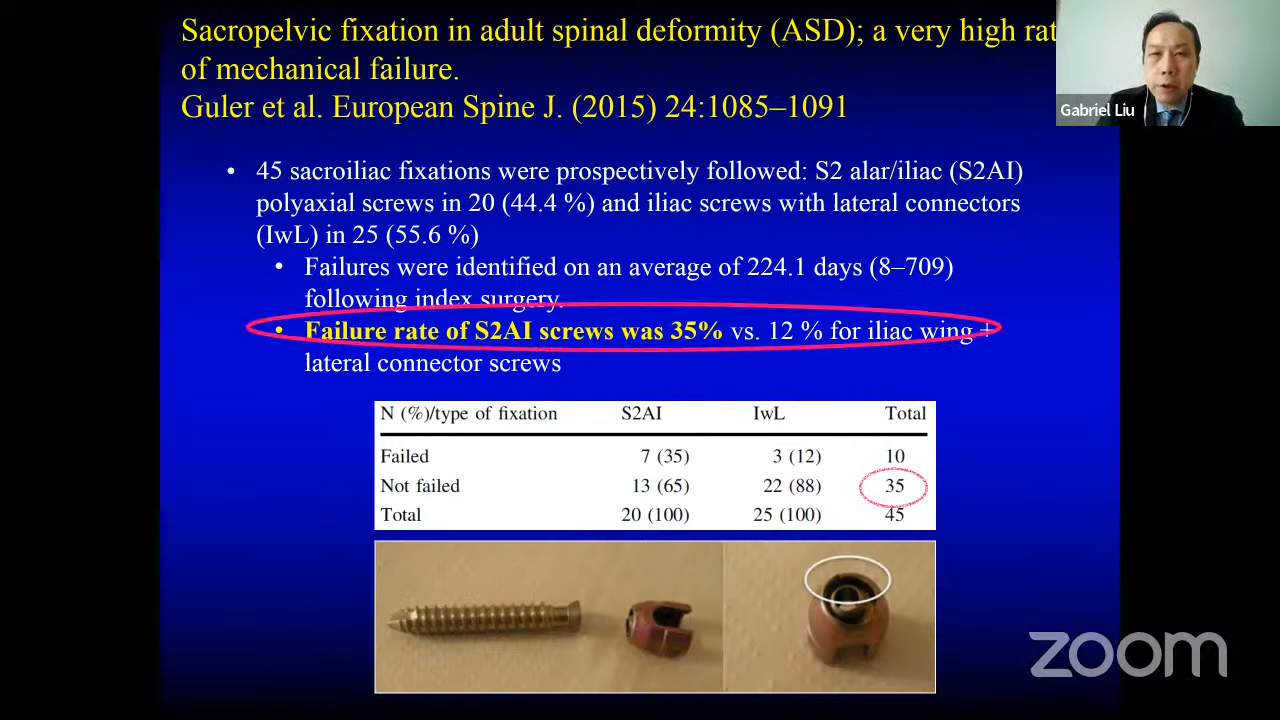 Sacropelvic fixation in adult spinal deformity (ASD); a very high rat
of mechanical failure.
Guler et al. European Spine J. (2015) 24:1085–1091
Gabriel Liu
• 45 sacroiliac fixations were prospectively followed: S2 alar/iliac (S2AI)
polyaxial screws in 20 (44.4 %) and iliac screws with lateral connectors
(IwL) in 25 (55.6 %)
• Failures were identified on an average of 224.1 days (8–709)
following index surgery.
• Failure rate of S2AI screws was 35% vs. 12 % for iliac wing +
lateral connector screws
N (%)/type of fixation S2AI IwL Total
Failed 7 (35) 3 (12) 10
Not failed 13 (65) 22 (88) 35
Total 20 (100) 25 (100) 45
zoom